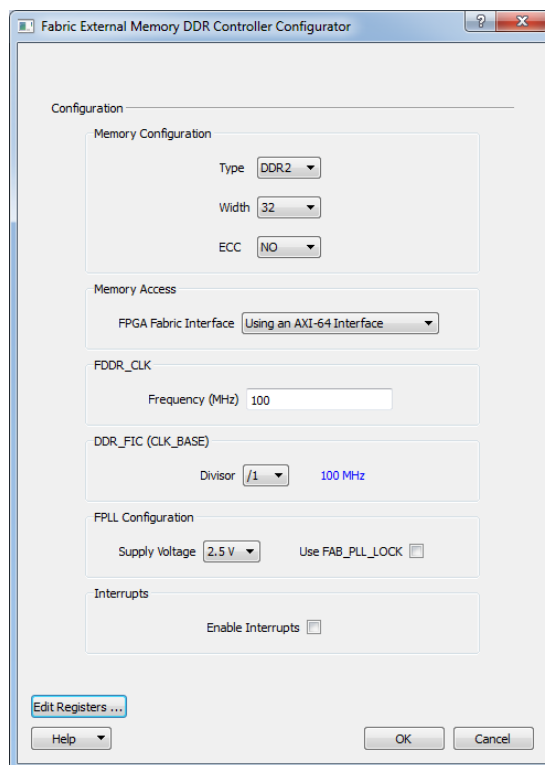 Fabric External Memory DDR Controller Configurator
?
Configuration
Memory Configuration
Type DDR2
Width 32
ECC NO
Memory Access
FPGA Fabric Interface Using an AXI-64 Interface
FDDR_CLK
Frequency (MHz) 100
DDR_FIC (CLK_BASE)
Divisor /1 100 MHz
FPLL Configuration
Supply Voltage 2.5 V Use FAB_PLL_LOCK
Interrupts
Enable Interrupts
Edit Registers ...
Help OK Cancel